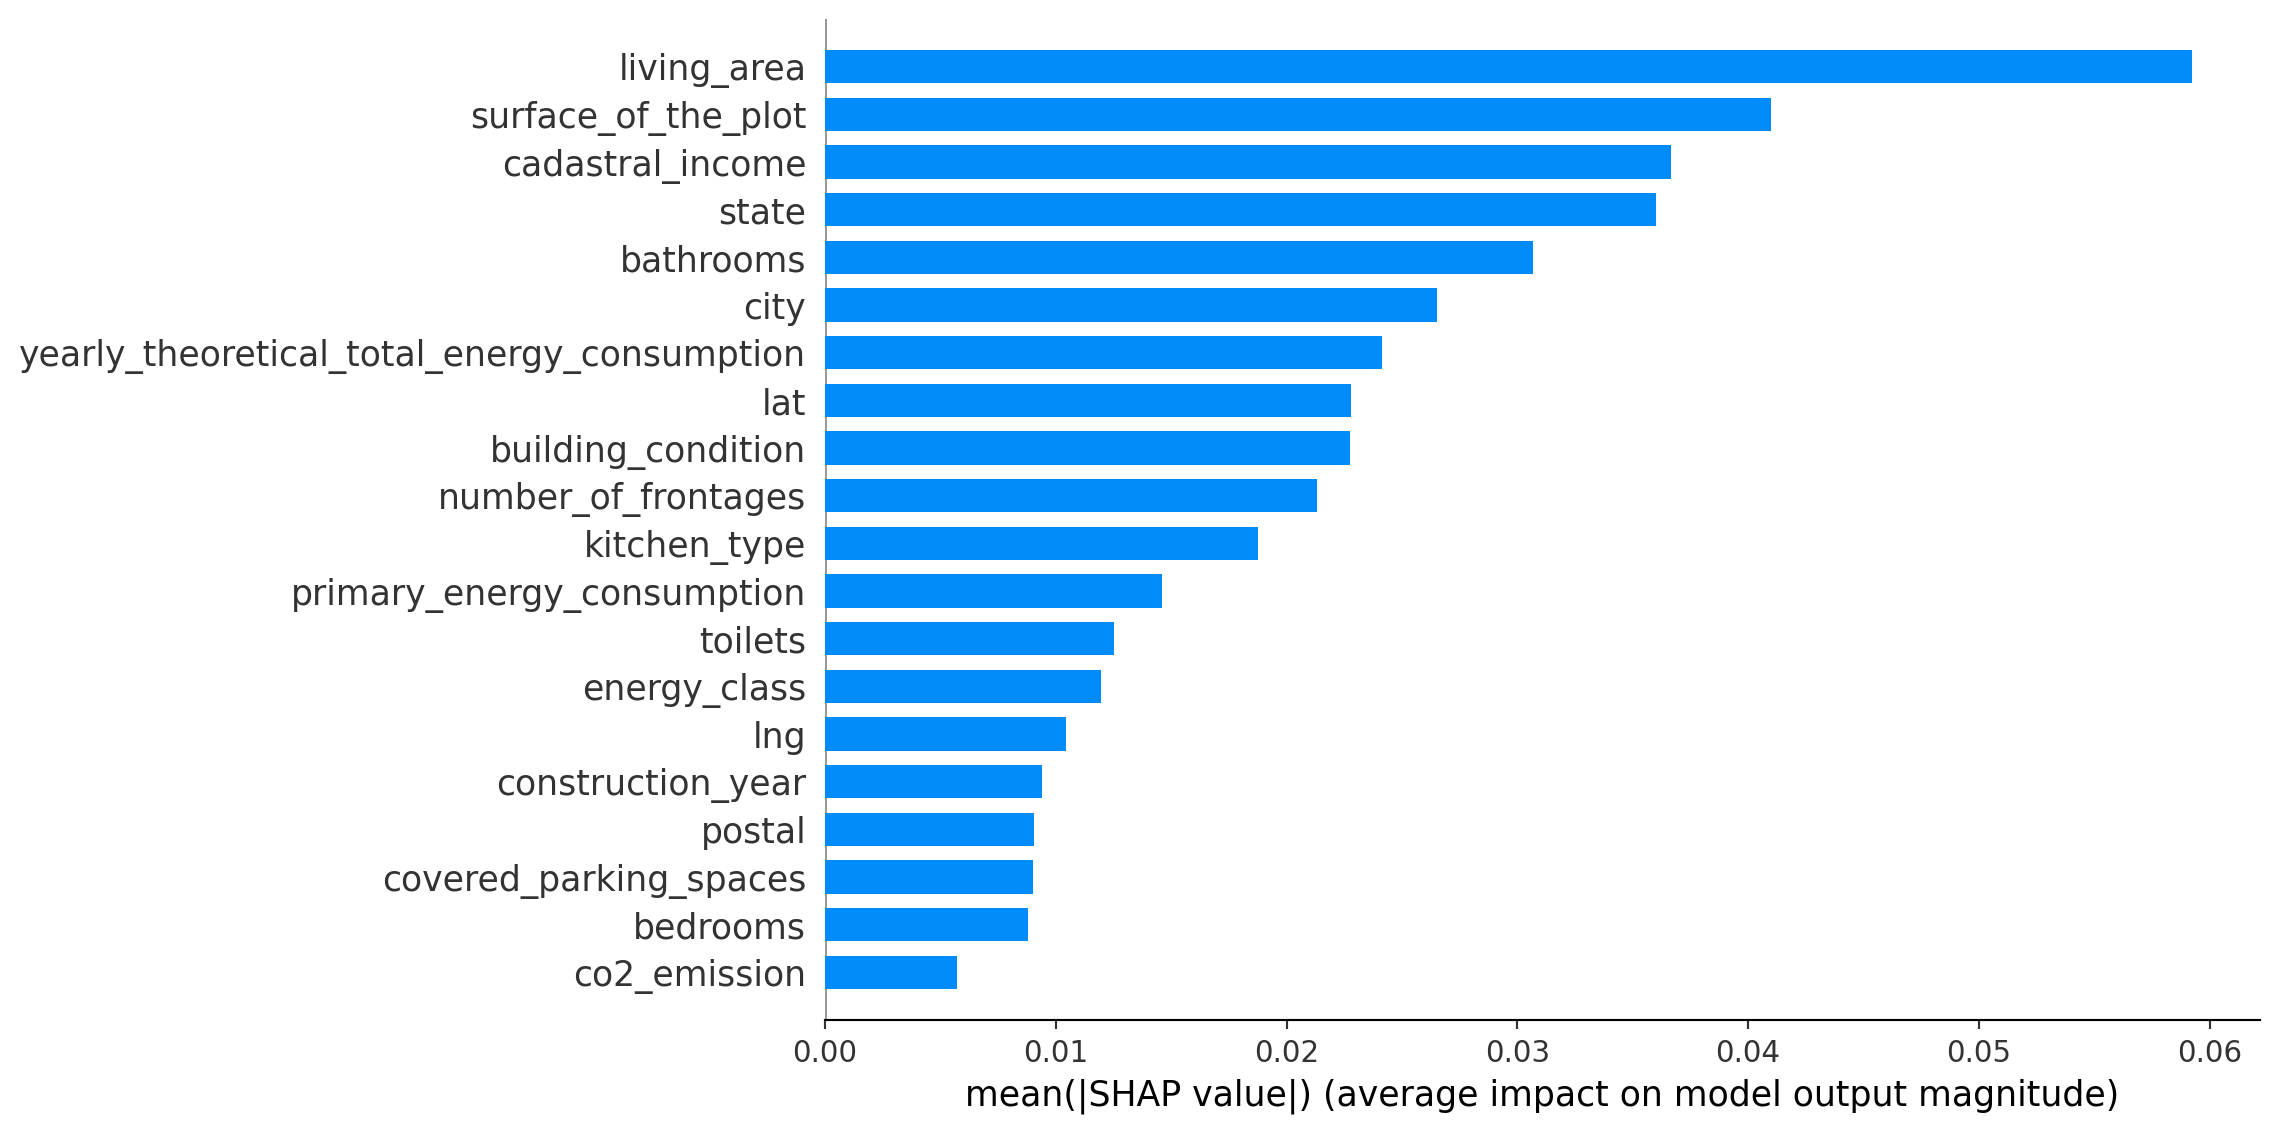 living_area
surface_of_the_plot
cadastral_income
state
bathrooms
city
yearly_theoretical_total_energy_consumption
lat
building_condition
number_of_frontages
kitchen_type
primary_energy_consumption
toilets
energy_class
lng
construction_year
postal
covered_parking_spaces
bedrooms
co2_emission
0.00 0.01 0.02 0.03 0.04 0.05 0.06
mean(|SHAP value|) (average impact on model output magnitude)